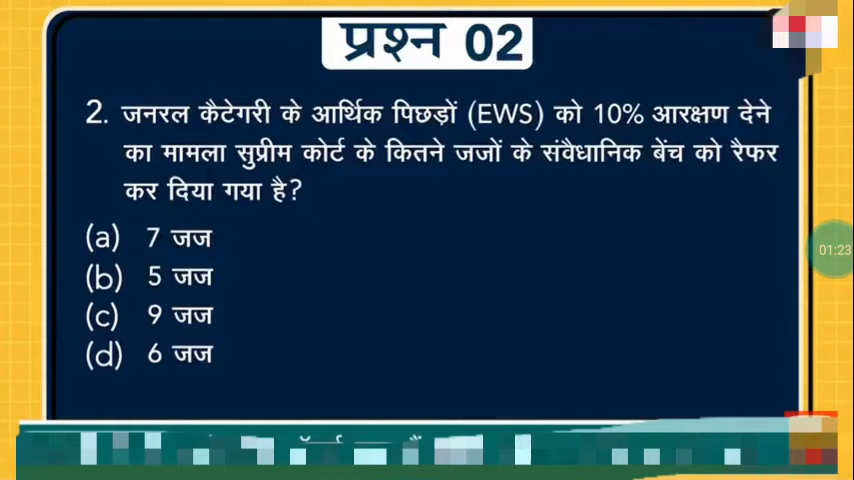 प्रश्न 02
2. जनरल कैटेगरी के आर्थिक पिछड़ों (EWS) को 10% आरक्षण देने
का मामला सुप्रीम कोर्ट के कितने जजों के संवैधानिक बेंच को रैफर
कर दिया गया है?
(a) 7 जज
(b) 5 जज
(c) 9 जज
(d) 6 जज
01:23